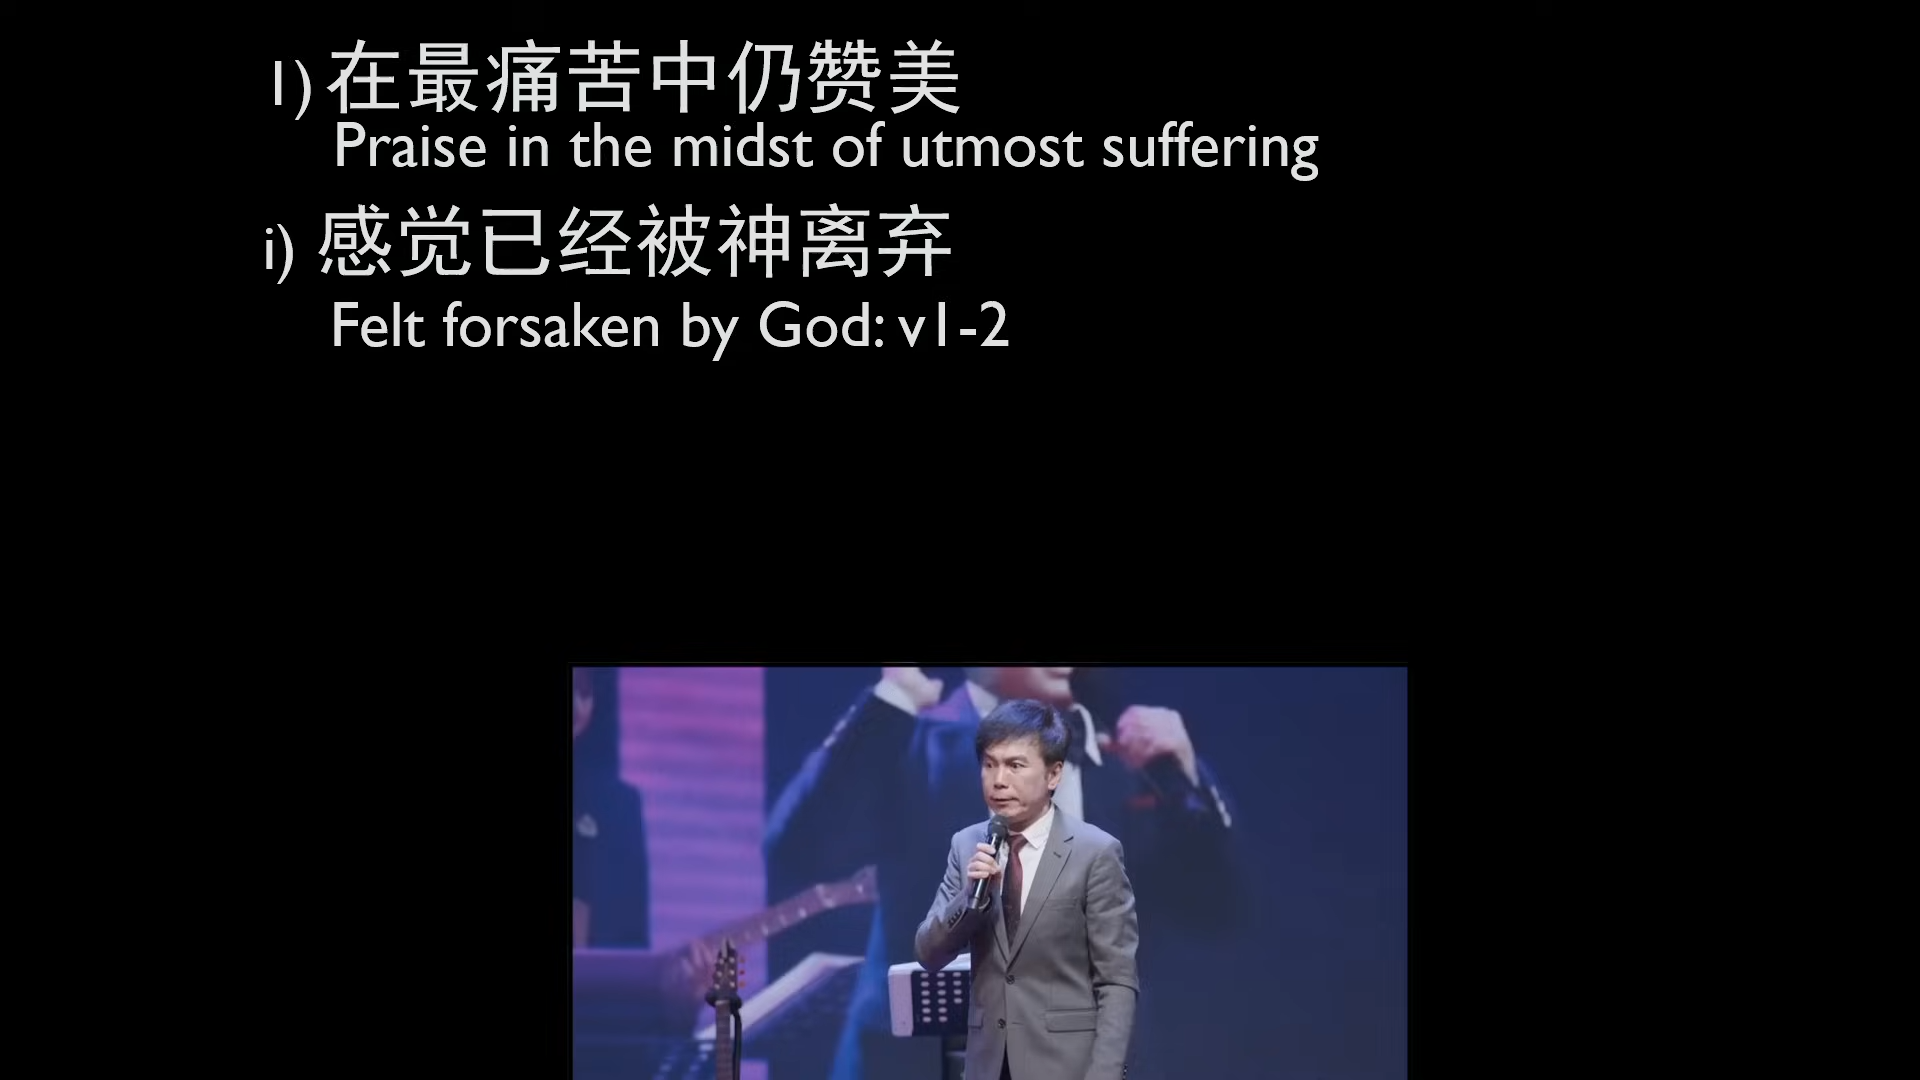 1) 在最痛苦中仍赞美
Praise in the midst of utmost suffering
i) 感觉已经被神离弃
Felt forsaken by God: v1-2